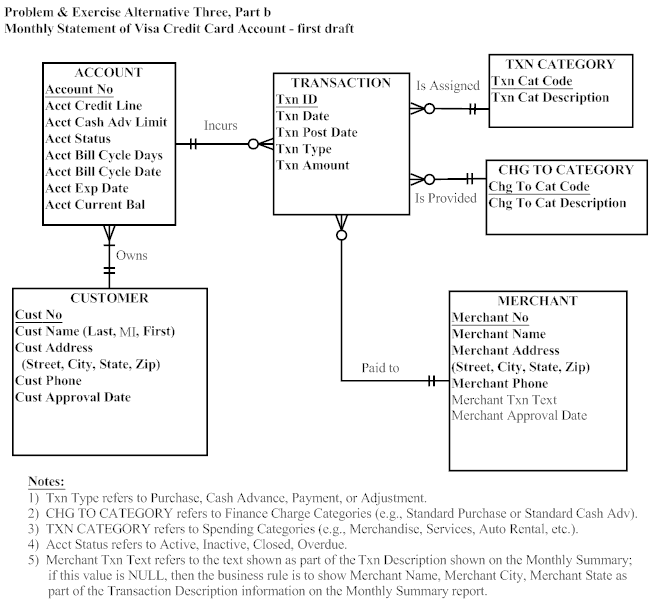 Problem & Exercise Alternative Three, Part b
Monthly Statement of Visa Credit Card Account - first draft
ACCOUNT
Account No
Acct Credit Line
Acct Cash Adv Limit
Acct Status
Acct Bill Cycle Days
Acct Bill Cycle Date
Acct Exp Date
Acct Current Bal
Incurs
TRANSACTION
Txn ID
Txn Date
Txn Post Date
Txn Type
Txn Amount
Is Assigned
TXN CATEGORY
Txn Cat Code
Txn Cat Description
Is Provided
CHG TO CATEGORY
Chg To Cat Code
Chg To Cat Description
Owns
CUSTOMER
Cust No
Cust Name (Last, MI, First)
Cust Address
(Street, City, State, Zip)
Cust Phone
Cust Approval Date
Paid to
MERCHANT
Merchant No
Merchant Name
Merchant Address
(Street, City, State, Zip)
Merchant Phone
Merchant Txn Text
Merchant Approval Date
Notes:
1) Txn Type refers to Purchase, Cash Advance, Payment, or Adjustment.
2) CHG TO CATEGORY refers to Finance Charge Categories (e.g., Standard Purchase or Standard Cash Adv).
3) TXN CATEGORY refers to Spending Categories (e.g., Merchandise, Services, Auto Rental, etc.).
4) Acct Status refers to Active, Inactive, Closed, Overdue.
5) Merchant Txn Text refers to the text shown as part of the Txn Description shown on the Monthly Summary;
if this value is NULL, then the business rule is to show Merchant Name, Merchant City, Merchant State as
part of the Transaction Description information on the Monthly Summary report.